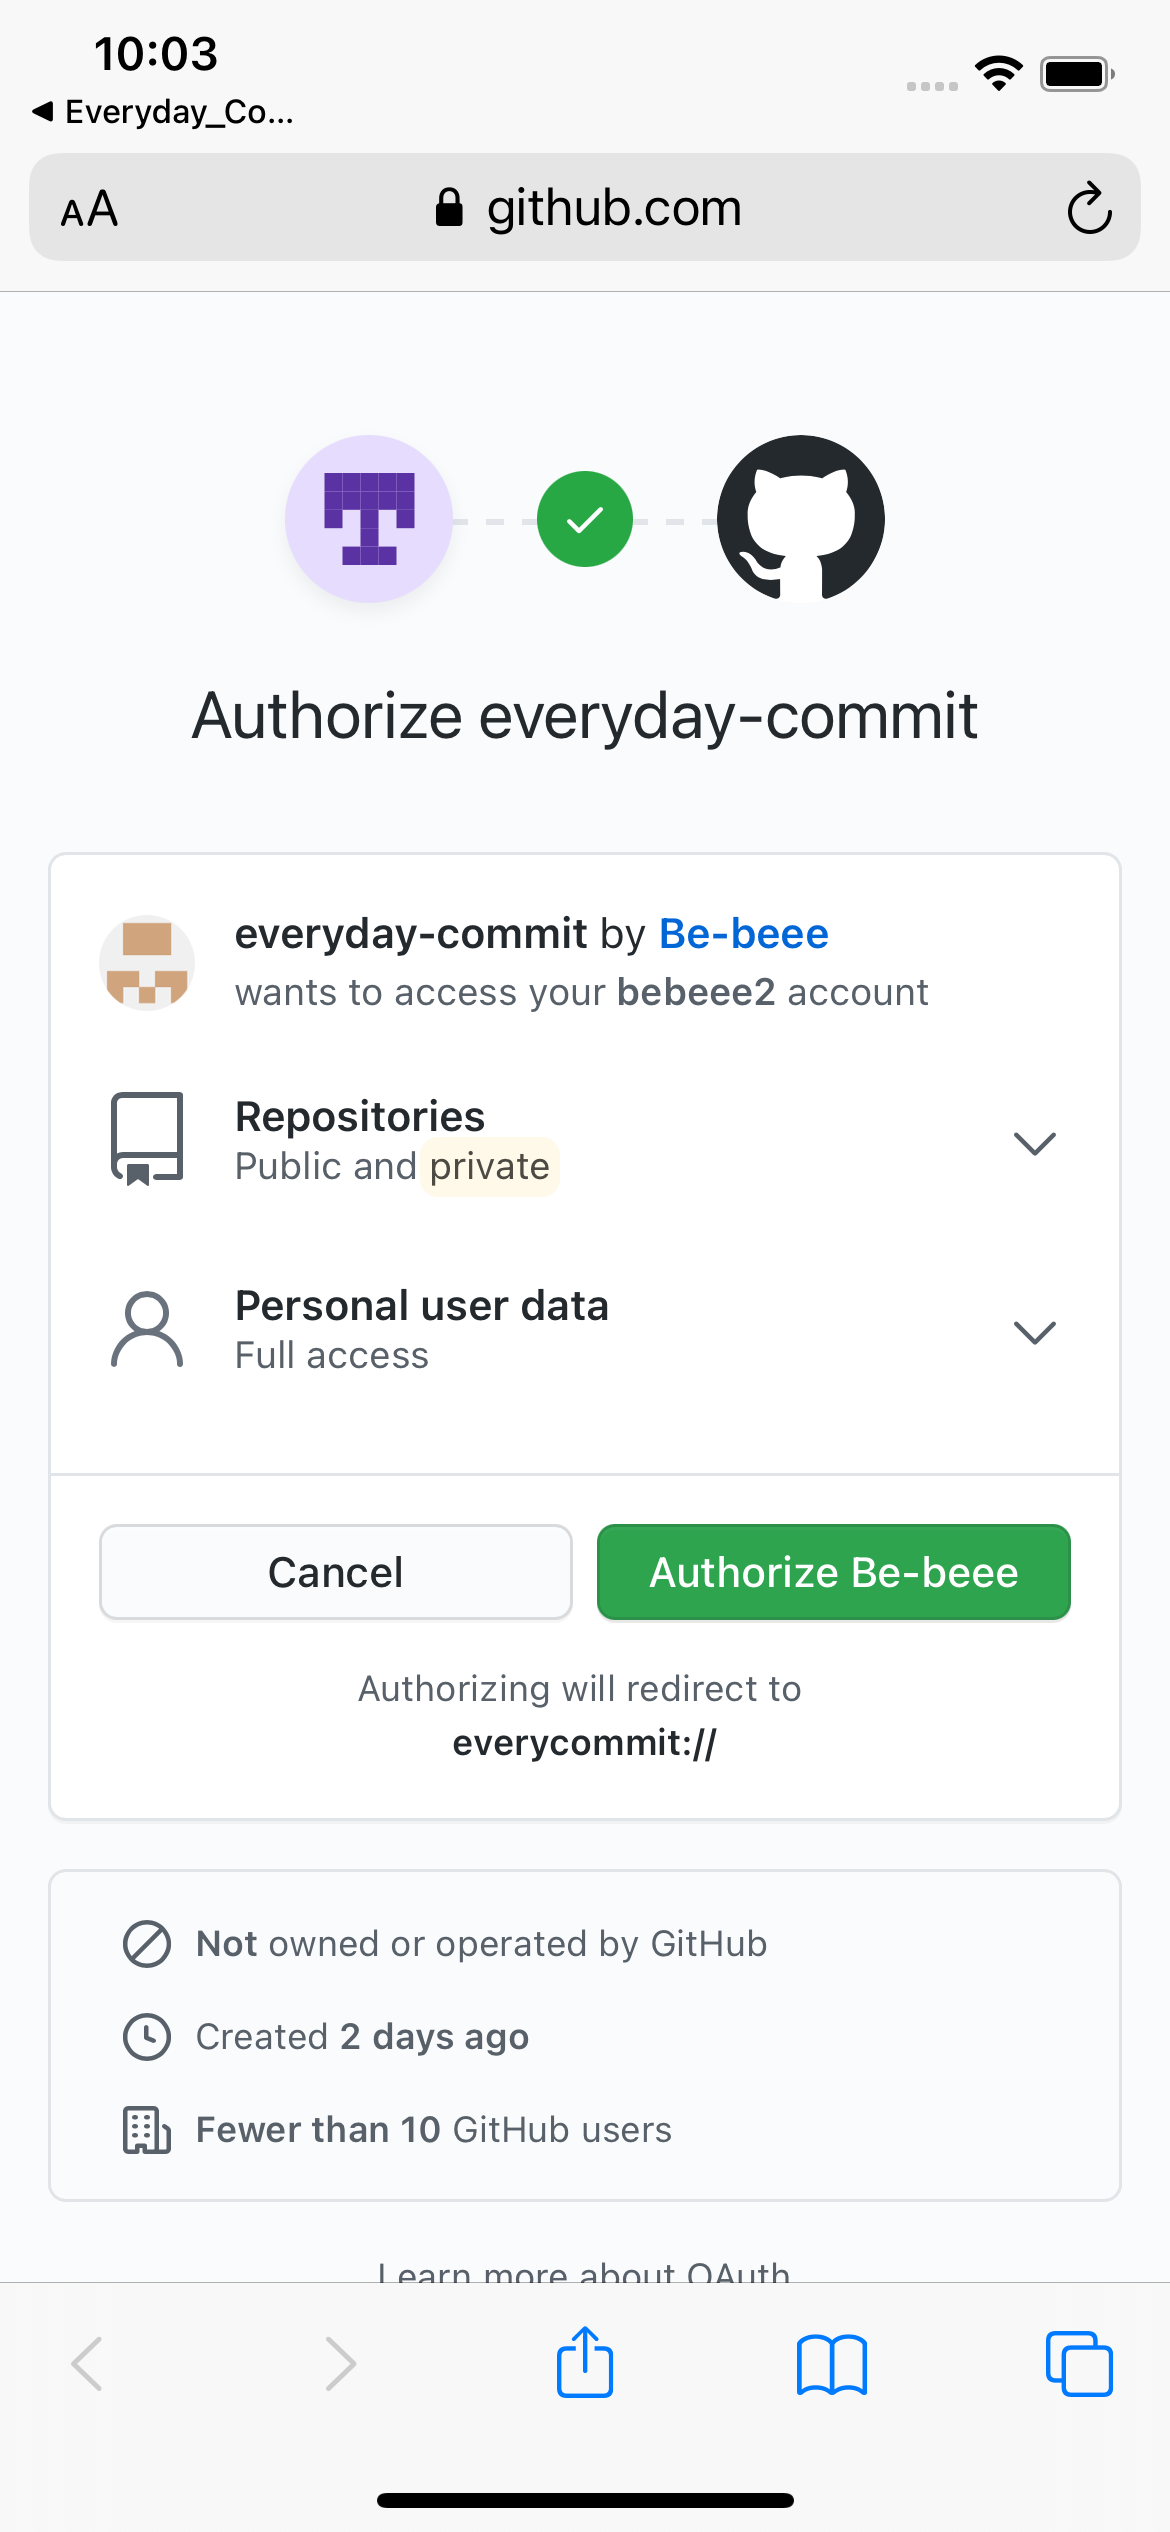 10:03
Everyday_Co...
AA
github.com
Authorize everyday-commit
everyday-commit by Be-beee
wants to access your bebeee2 account
Repositories
Public and private
Personal user data
Full access
Cancel
Authorize Be-beee
Authorizing will redirect to
everycommit://
Not owned or operated by GitHub
Created 2 days ago
Fewer than 10 GitHub users
Learn more about OAuth